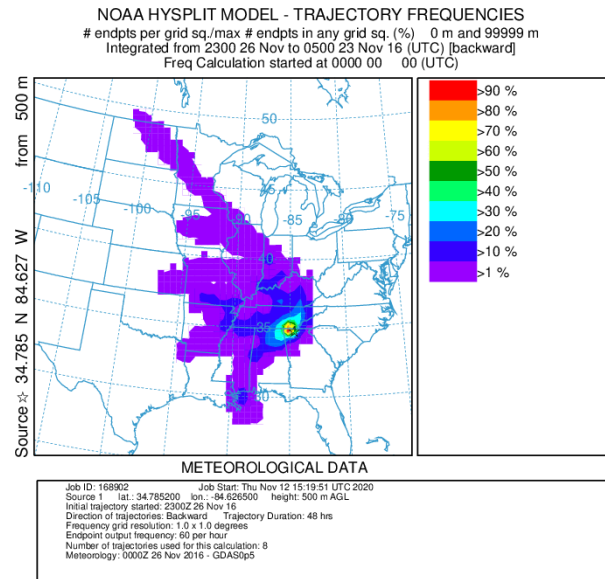 NOAA HYSPLIT MODEL - TRAJECTORY FREQUENCIES
# endpts per grid sq./max # endpts in any grid sq. (%) 0 m and 99999 m
Integrated from 2300 26 Nov to 0500 23 Nov 16 (UTC) [backward]
Freq Calculation started at 0000 00 00 (UTC)
Source ☆ 34.785 N 84.627 W from 500 m
50
45
-110
-105
-100
-95
-90
-85
-80
-75
40
35
30
>90 %
>80 %
>70 %
>60 %
>50 %
>40 %
>30 %
>20 %
>10 %
>1 %
METEOROLOGICAL DATA
Job ID: 168902 Job Start: Thu Nov 12 15:19:51 UTC 2020
Source 1 lat.: 34.785200 lon.: -84.626500 height: 500 m AGL
Initial trajectory started: 2300Z 26 Nov 16
Direction of trajectories: Backward Trajectory Duration: 48 hrs
Frequency grid resolution: 1.0 x 1.0 degrees
Endpoint output frequency: 60 per hour
Number of trajectories used for this calculation: 8
Meteorology: 0000Z 26 Nov 2016 - GDAS0p5